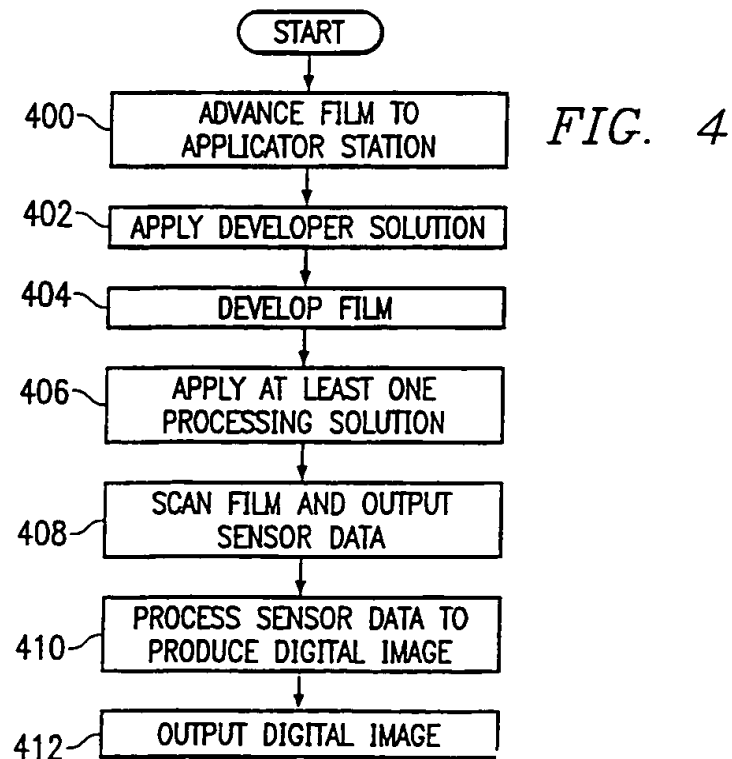 START
400
ADVANCE FILM TO
APPLICATOR STATION
FIG. 4
402
APPLY DEVELOPER SOLUTION
404
DEVELOP FILM
406
APPLY AT LEAST ONE
PROCESSING SOLUTION
408
SCAN FILM AND OUTPUT
SENSOR DATA
410
PROCESS SENSOR DATA TO
PRODUCE DIGITAL IMAGE
412
OUTPUT DIGITAL IMAGE